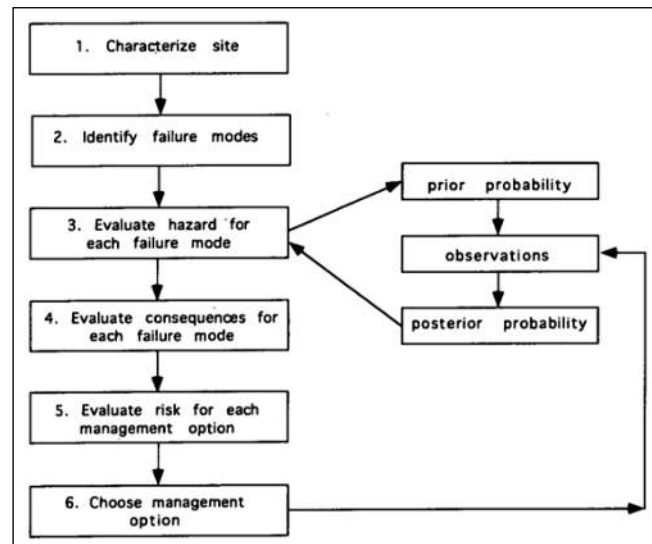 1. Characterize site
2. Identify failure modes
3. Evaluate hazard for
each failure mode
4. Evaluate consequences for
each failure mode
5. Evaluate risk for each
management option
6. Choose management
option
prior probability
observations
posterior probability